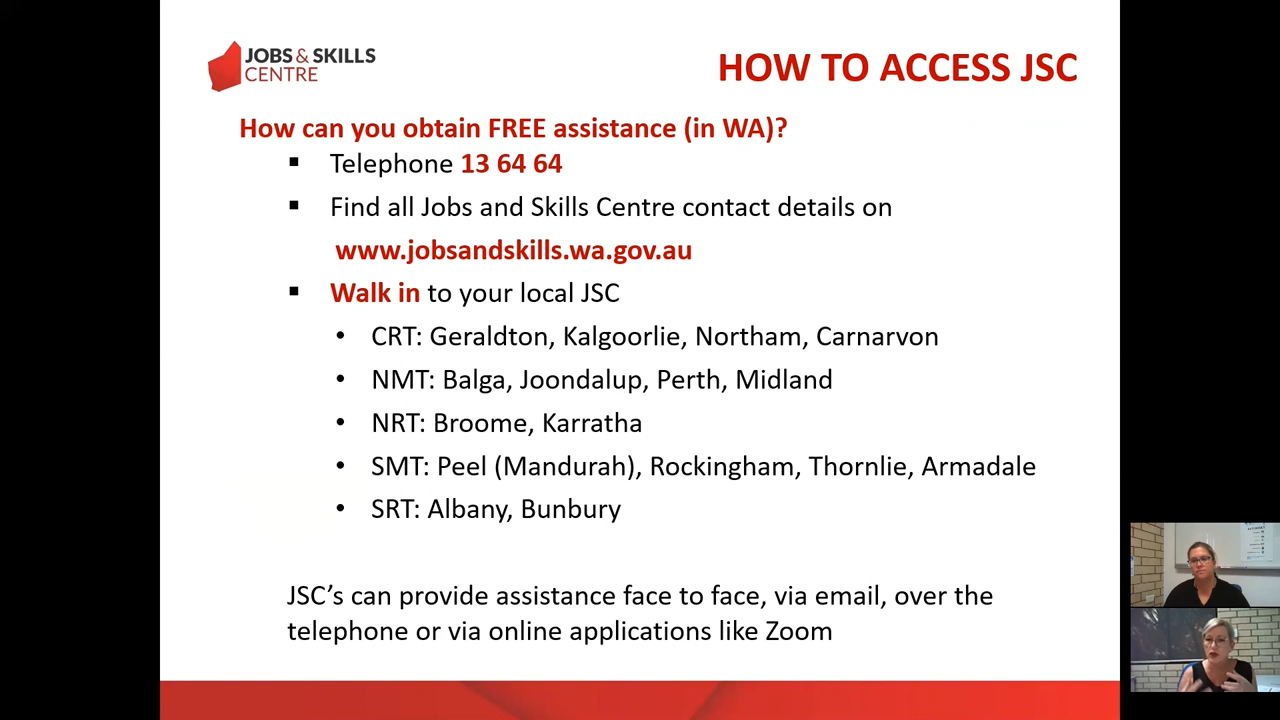 JOBS & SKILLS
CENTRE
HOW TO ACCESS JSC
How can you obtain FREE assistance (in WA)?
▪ Telephone 13 64 64
▪ Find all Jobs and Skills Centre contact details on
www.jobsandskills.wa.gov.au
▪ Walk in to your local JSC
• CRT: Geraldton, Kalgoorlie, Northam, Carnarvon
• NMT: Balga, Joondalup, Perth, Midland
• NRT: Broome, Karratha
• SMT: Peel (Mandurah), Rockingham, Thornlie, Armadale
• SRT: Albany, Bunbury
JSC's can provide assistance face to face, via email, over the
telephone or via online applications like Zoom